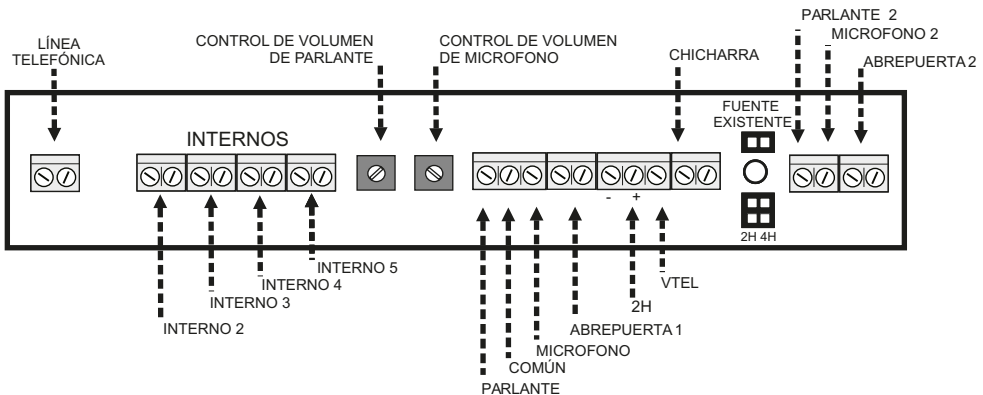 LÍNEA
TELEFÓNICA
CONTROL DE VOLUMEN
DE PARLANTE
CONTROL DE VOLUMEN
DE MICROFONO
CHICHARRA
PARLANTE 2
MICROFONO 2
ABREPUERTA 2
INTERNOS
FUENTE
EXISTENTE
- +
2H 4H
INTERNO 5
INTERNO 4
INTERNO 3
INTERNO 2
VTEL
2H
ABREPUERTA 1
MICROFONO
COMÚN
PARLANTE